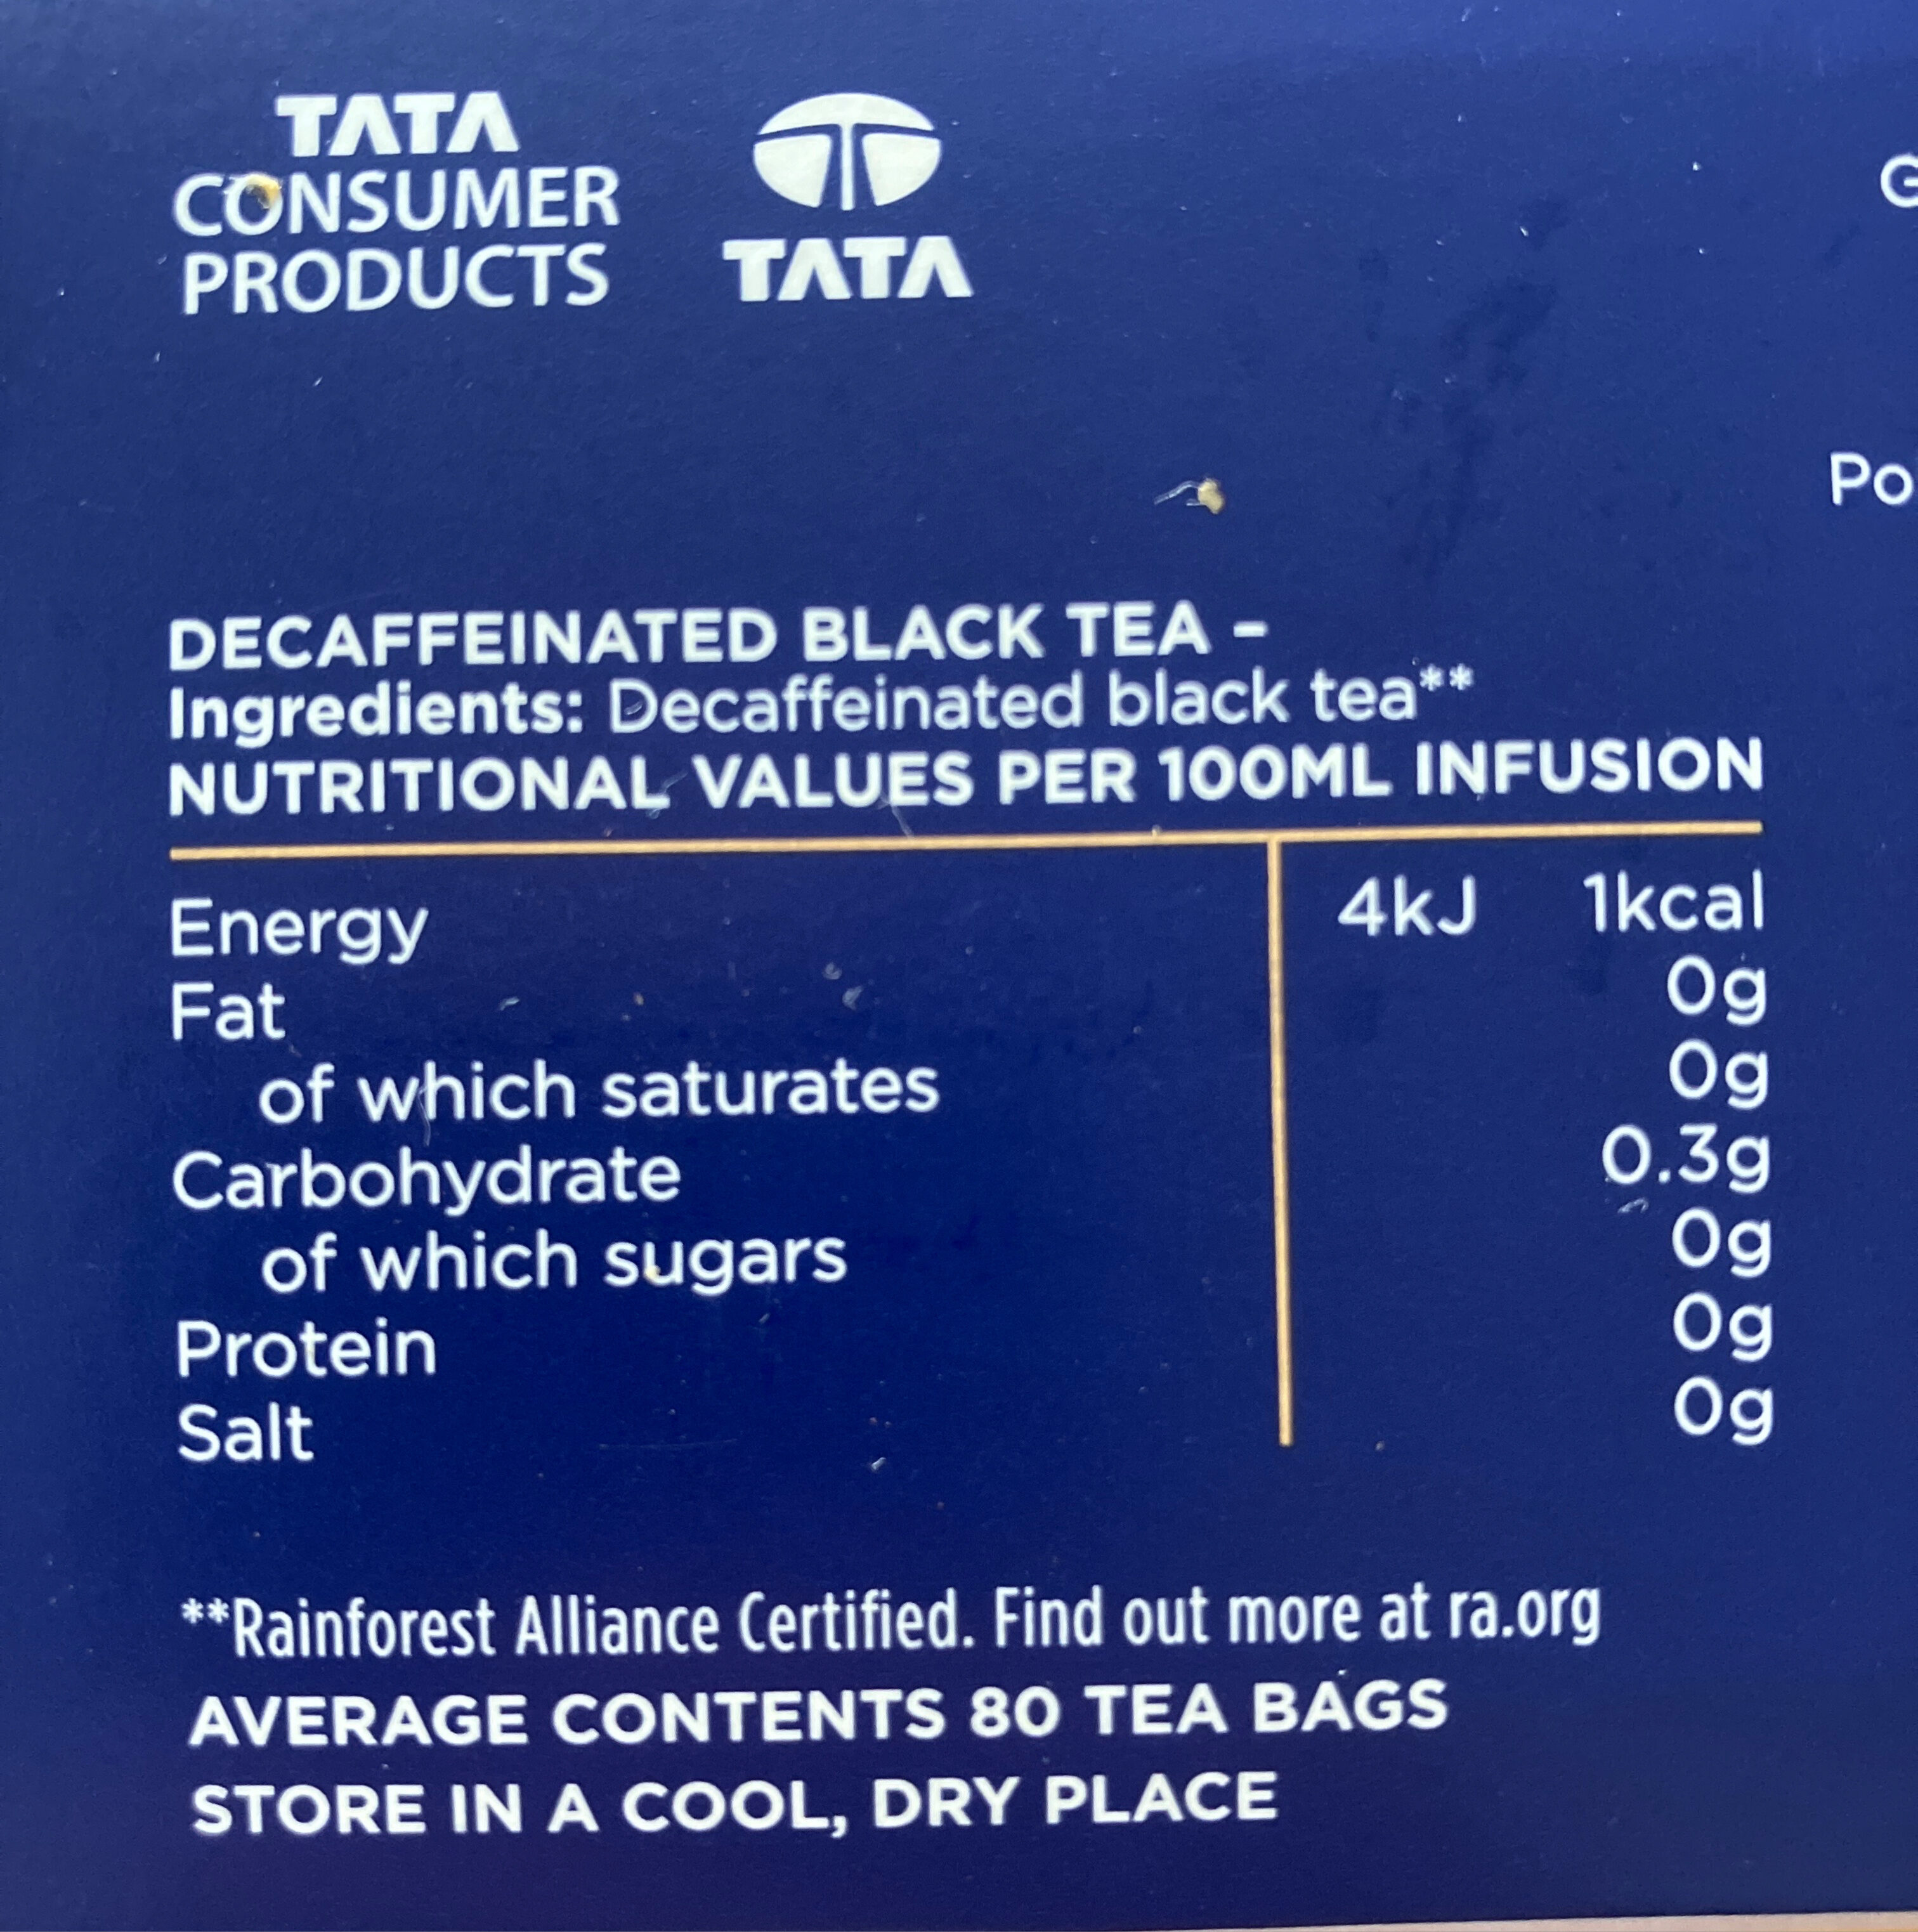 TATA
CONSUMER
PRODUCTS
TATA
DECAFFEINATED BLACK TEA –
Ingredients: Decaffeinated black tea**
NUTRITIONAL VALUES PER 100ML INFUSION
Energy 4kJ 1kcal
Fat 0g
of which saturates 0g
Carbohydrate 0.3g
of which sugars 0g
Protein 0g
Salt 0g
**Rainforest Alliance Certified. Find out more at ra.org
AVERAGE CONTENTS 80 TEA BAGS
STORE IN A COOL, DRY PLACE